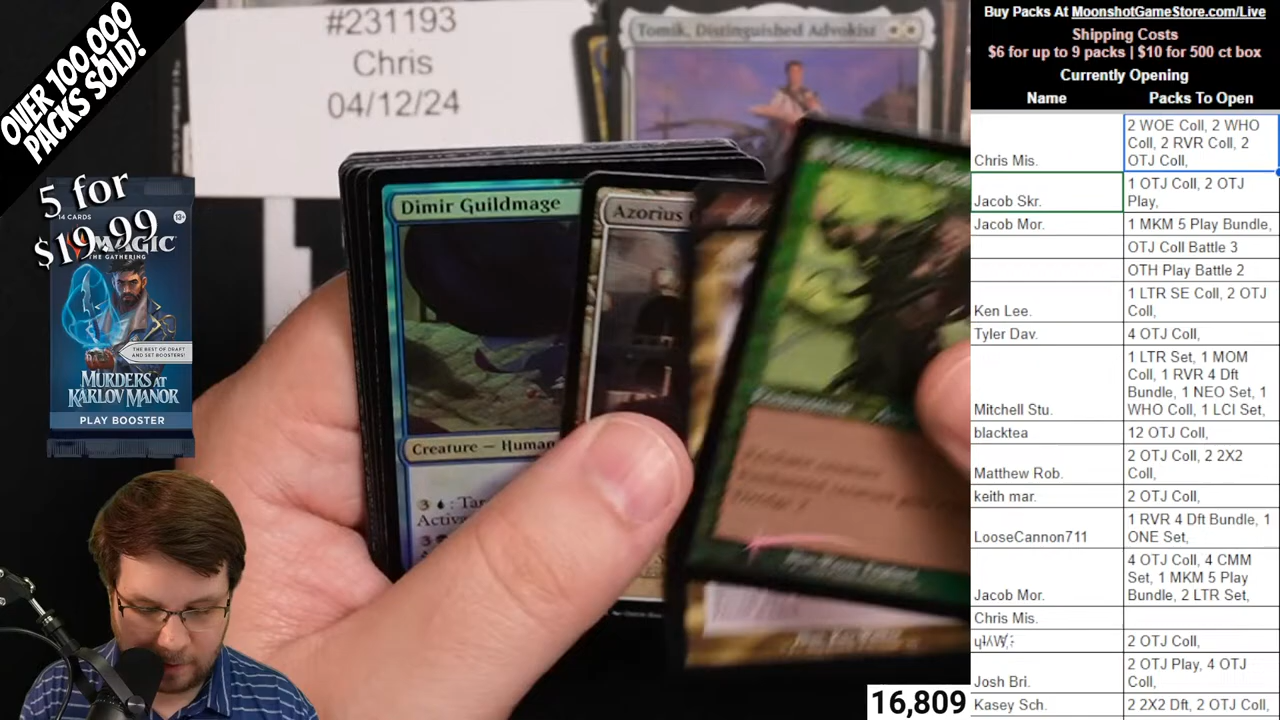 OVER 100,000
PACKS SOLD!
#231193
Chris
04/12/24
Tomik, Distinguished Advokist
5 for
$19.99
14 CARDS
13+
MAGIC
THE GATHERING
THE BEST OF DRAFT
AND SET BOOSTERS!
MURDERS AT
KARLOV MANOR
PLAY BOOSTER
Dimir Guildmage
Creature — Human
3
Azorius
16,809
Buy Packs At MoonshotGameStore.com/Live
Shipping Costs
$6 for up to 9 packs | $10 for 500 ct box
Currently Opening
Name Packs To Open
Chris Mis. 2 WOE Coll, 2 WHO
Coll, 2 RVR Coll, 2
OTJ Coll,
Jacob Skr. 1 OTJ Coll, 2 OTJ
Play,
Jacob Mor. 1 MKM 5 Play Bundle,
OTJ Coll Battle 3
OTH Play Battle 2
Ken Lee. 1 LTR SE Coll, 2 OTJ
Coll,
Tyler Dav. 4 OTJ Coll,
Mitchell Stu. 1 LTR Set, 1 MOM
Coll, 1 RVR 4 Dft
Bundle, 1 NEO Set, 1
WHO Coll, 1 LCI Set,
blacktea 12 OTJ Coll,
Matthew Rob. 2 OTJ Coll, 2 2X2
Coll,
keith mar. 2 OTJ Coll,
LooseCannon711 1 RVR 4 Dft Bundle, 1
ONE Set,
Jacob Mor. 4 OTJ Coll, 4 CMM
Set, 1 MKM 5 Play
Bundle, 2 LTR Set,
Chris Mis.
2 OTJ Coll,
Josh Bri. 2 OTJ Play, 4 OTJ
Coll,
Kasey Sch. 2 2X2 Dft, 2 OTJ Coll,